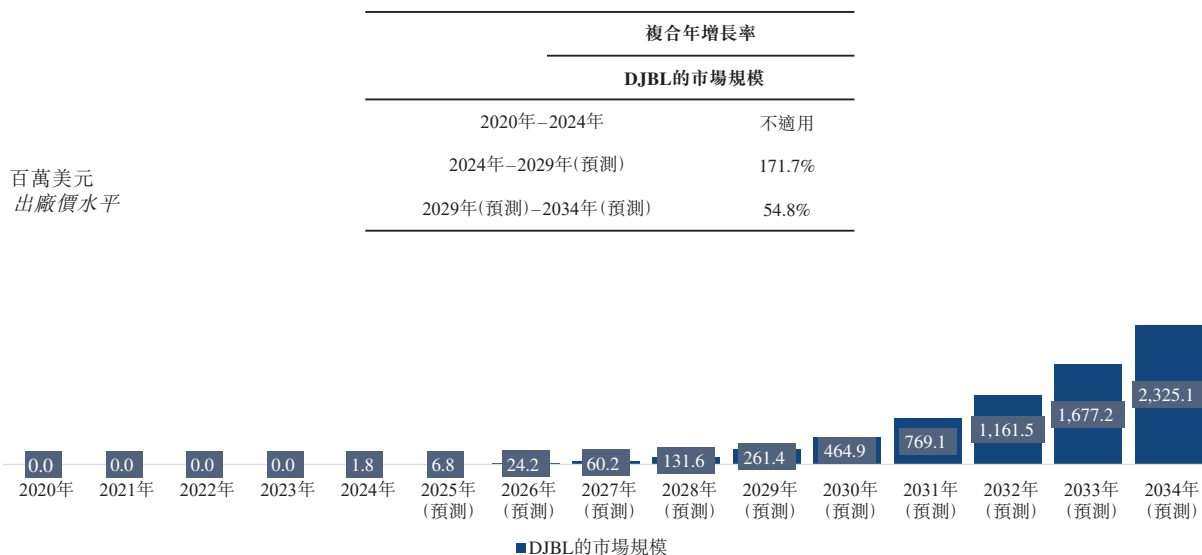 複合年增長率
DJBL的市場規模
2020年–2024年 不適用
2024年–2029年(預測) 171.7%
2029年(預測)–2034年(預測) 54.8%
百萬美元
出廠價水平
0.0 0.0 0.0 0.0 1.8 6.8 24.2 60.2 131.6 261.4 464.9 769.1 1,161.5 1,677.2 2,325.1
2020年 2021年 2022年 2023年 2024年 2025年 2026年 2027年 2028年 2029年 2030年 2031年 2032年 2033年 2034年
(預測) (預測) (預測) (預測) (預測) (預測) (預測) (預測) (預測) (預測)
DJBL的市場規模